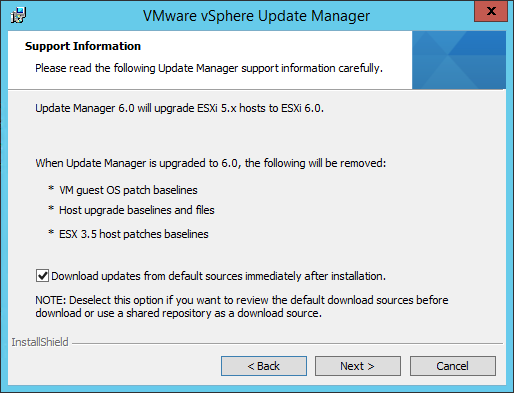 VMware vSphere Update Manager
x
Support Information
Please read the following Update Manager support information carefully.
Update Manager 6.0 will upgrade ESXi 5.x hosts to ESXi 6.0.
When Update Manager is upgraded to 6.0, the following will be removed:
* VM guest OS patch baselines
* Host upgrade baselines and files
* ESX 3.5 host patches baselines
Download updates from default sources immediately after installation.
NOTE: Deselect this option if you want to review the default download sources before
download or use a shared repository as a download source.
InstallShield
< Back Next > Cancel